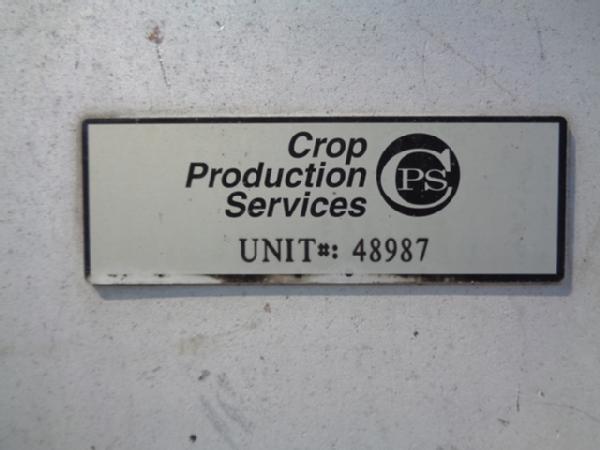 Crop
Production
Services
CPS
UNIT#: 48987